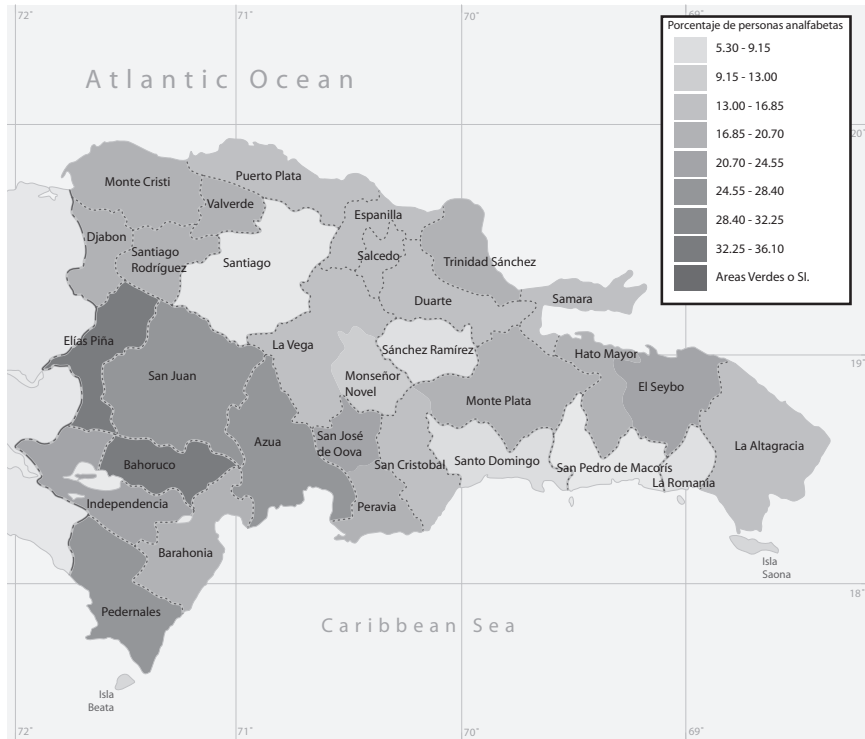 72˚
71˚
70˚
69˚
Porcentaje de personas analfabetas
5.30 - 9.15
9.15 - 13.00
13.00 - 16.85
16.85 - 20.70
20.70 - 24.55
24.55 - 28.40
28.40 - 32.25
32.25 - 36.10
Areas Verdes o SI.
Atlantic Ocean
20˚
Monte Cristi
Puerto Plata
Valverde
Espanilla
Djabon
Santiago
Rodríguez
Santiago
Salcedo
Trinidad Sánchez
Duarte
Samara
Elías Piña
La Vega
Sánchez Ramírez
Hato Mayor
19˚
San Juan
Monseñor
Novel
El Seybo
Monte Plata
Azua
San José
de Oova
La Altagracia
Bahoruco
San Cristobal
Santo Domingo
San Pedro de Macorís
La Romania
Independencia
Peravia
Barahonia
Isla
Saona
18˚
Pedernales
Caribbean Sea
Isla
Beata
72˚
71˚
70˚
69˚